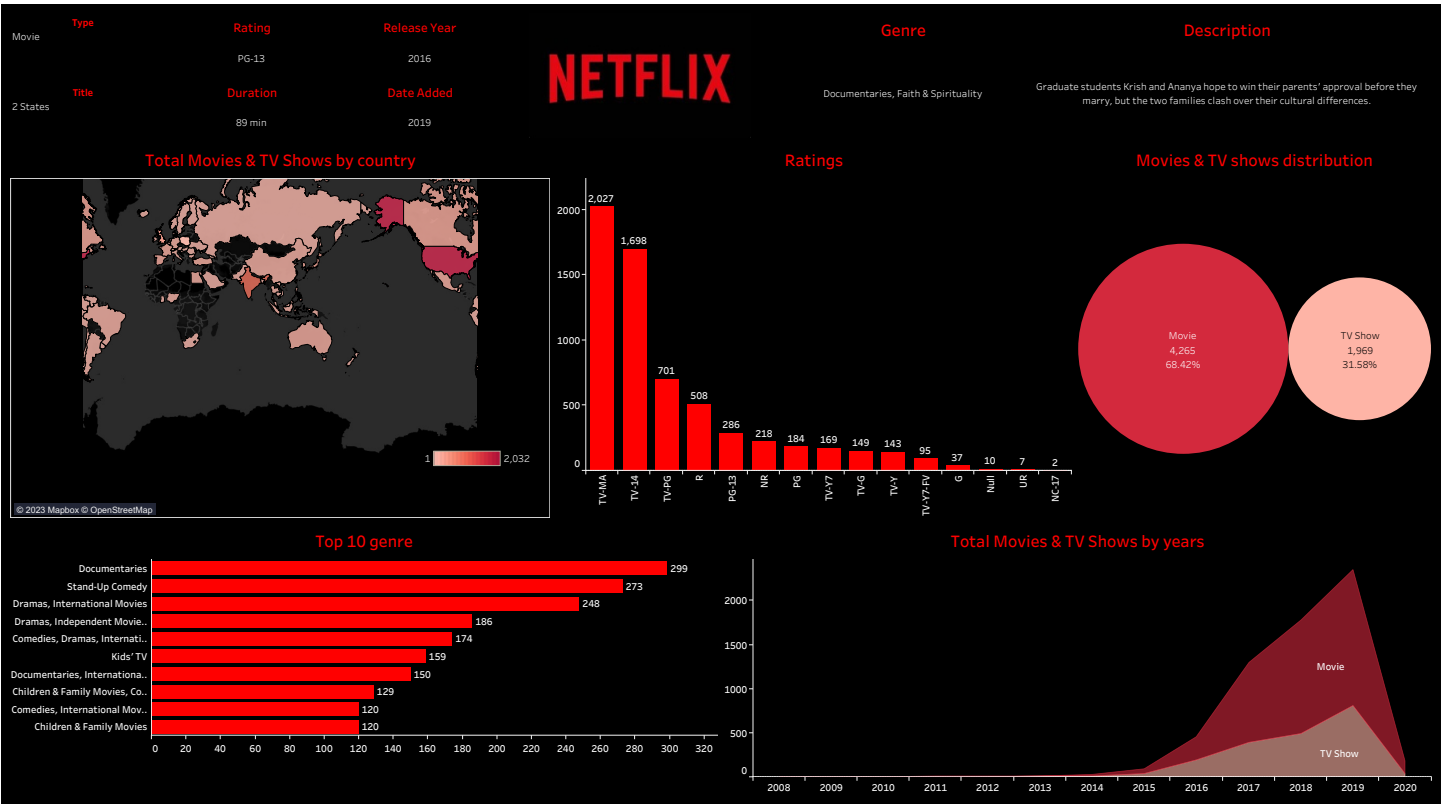 Type
Movie
Rating
PG-13
Release Year
2016
Title
2 States
Duration
89 min
Date Added
2019
NETFLIX
Genre
Documentaries, Faith & Spirituality
Description
Graduate students Krish and Ananya hope to win their parents' approval before they
marry, but the two families clash over their cultural differences.
Total Movies & TV Shows by country
1
2,032
© 2023 Mapbox © OpenStreetMap
Ratings
2000
1500
1000
500
0
2,027
1,698
701
508
286
218
184
169
149
143
95
37
10
7
2
TV-MA
TV-14
TV-PG
R
PG-13
NR
PG
TV-Y7
TV-G
TV-Y
TV-Y7-FV
G
Null
UR
NC-17
Movies & TV shows distribution
Movie
4,265
68.42%
TV Show
1,969
31.58%
Top 10 genre
Documentaries 299
Stand-Up Comedy 273
Dramas, International Movies 248
Dramas, Independent Movie.. 186
Comedies, Dramas, Internati.. 174
Kids' TV 159
Documentaries, Internationa.. 150
Children & Family Movies, Co.. 129
Comedies, International Mov.. 120
Children & Family Movies 120
0 20 40 60 80 100 120 140 160 180 200 220 240 260 280 300 320
Total Movies & TV Shows by years
2000
1500
1000
500
0
Movie
TV Show
2008 2009 2010 2011 2012 2013 2014 2015 2016 2017 2018 2019 2020